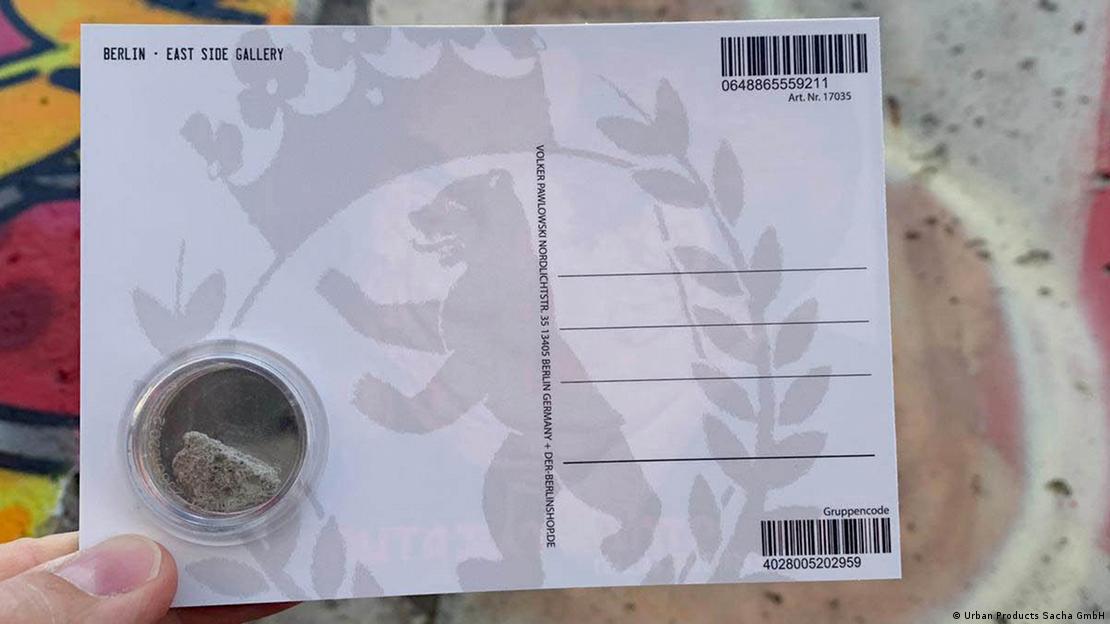 BERLIN · EAST SIDE GALLERY
0648865559211
Art. Nr. 17035
VOLKER PAWLOWSKI NORDLICHTSTR. 35 13405 BERLIN GERMANY + DER-BERLINSHOP.DE
Gruppencode
4028005202959
© Urban Products Sacha GmbH